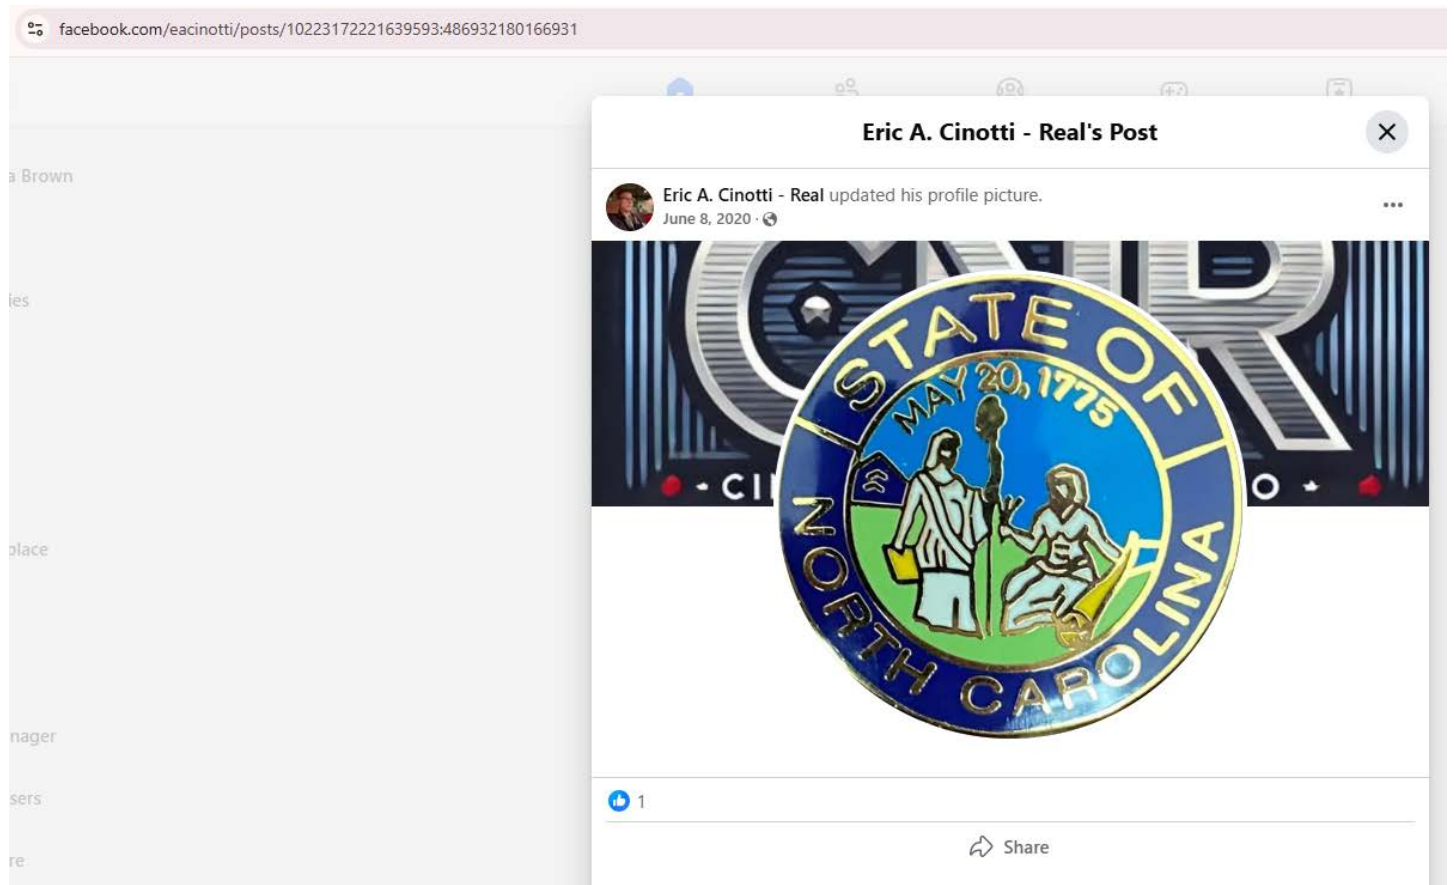 facebook.com/eacinotti/posts/10223172221639593:486932180166931
Eric A. Cinotti - Real's Post
a Brown
Eric A. Cinotti - Real updated his profile picture.
June 8, 2020 ·
ies
STATE OF
MAY 20, 1775
NORTH CAROLINA
place
nager
sers
1
Share
re